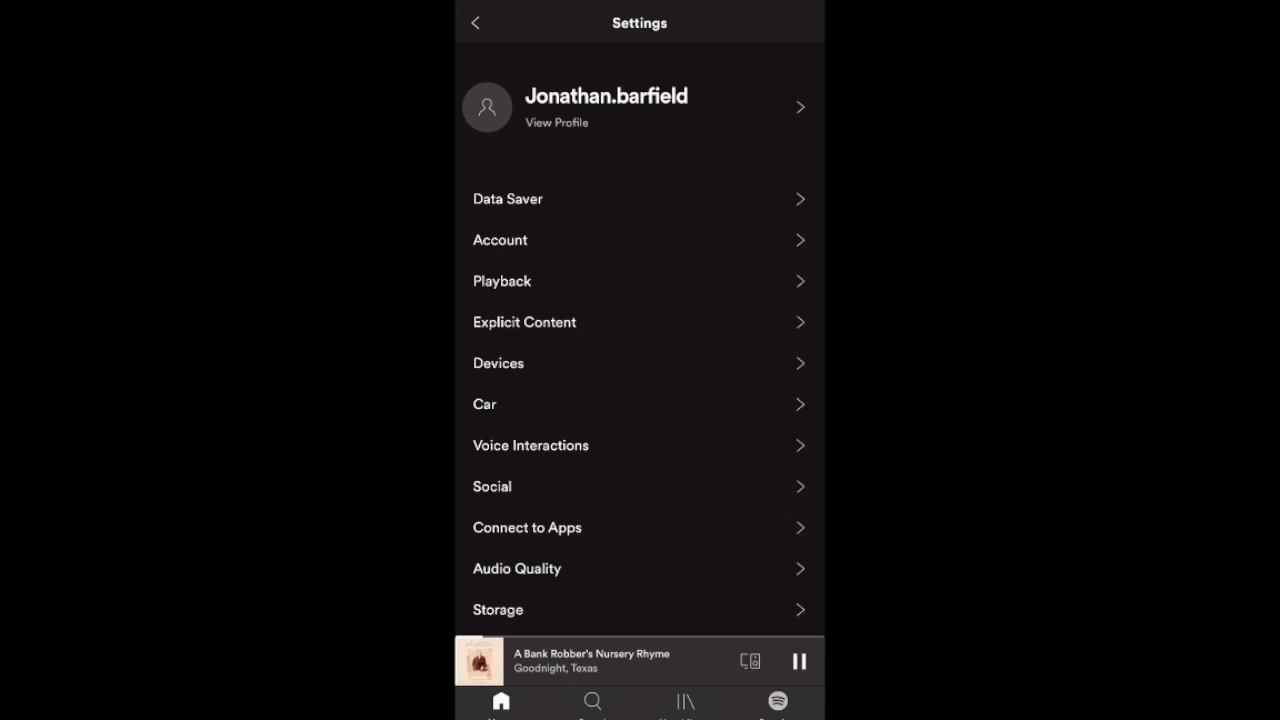 Settings
Jonathan.barfield
View Profile
Data Saver
Account
Playback
Explicit Content
Devices
Car
Voice Interactions
Social
Connect to Apps
Audio Quality
Storage
A Bank Robber's Nursery Rhyme
Goodnight, Texas